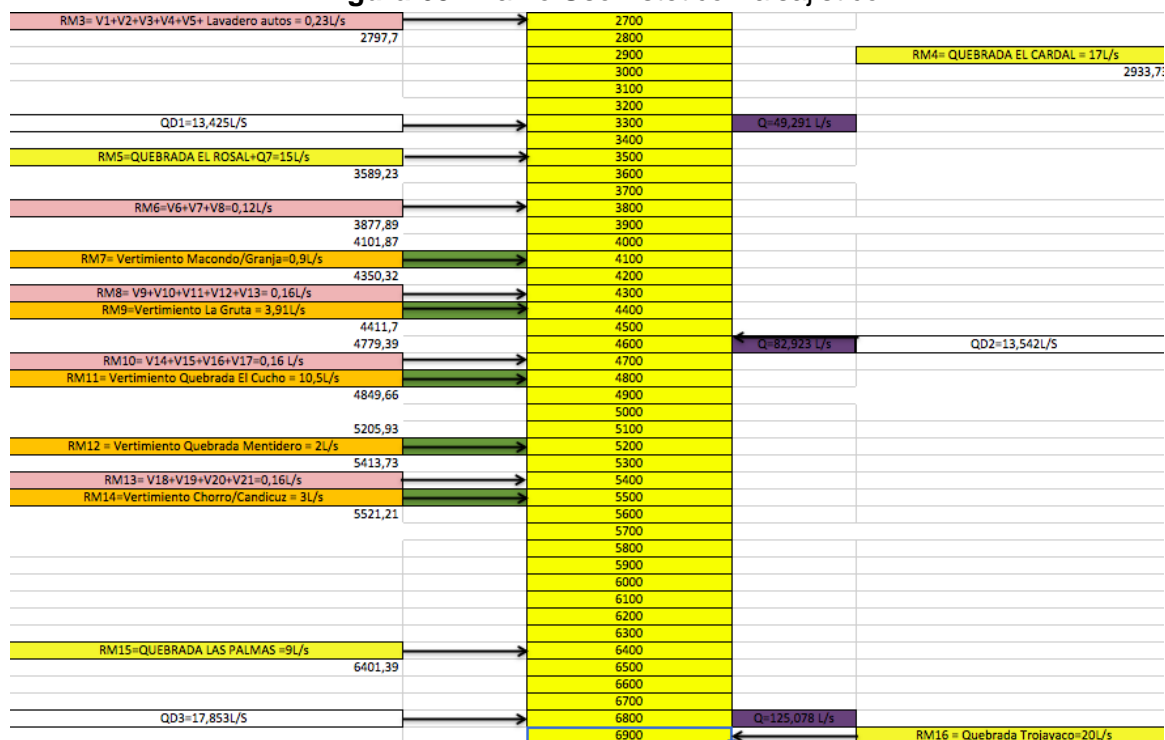 RM3= V1+V2+V3+V4+V5+ Lavadero autos = 0,23L/s 2700
2797,7 2800
2900 RM4= QUEBRADA EL CARDAL = 17L/s
3000 2933,73
3100
3200
QD1=13,425L/S 3300 Q=49,291 L/s
3400
RM5=QUEBRADA EL ROSAL+Q7=15L/s 3500
3589,23 3600
3700
RM6=V6+V7+V8=0,12L/s 3800
3877,89 3900
4101,87 4000
RM7= Vertimiento Macondo/Granja=0,9L/s 4100
4350,32 4200
RM8= V9+V10+V11+V12+V13= 0,16L/s 4300
RM9=Vertimiento La Gruta = 3,91L/s 4400
4411,7 4500
4779,39 4600 Q=82,923 L/s QD2=13,542L/S
RM10= V14+V15+V16+V17=0,16 L/s 4700
RM11= Vertimiento Quebrada El Cucho = 10,5L/s 4800
4849,66 4900
5000
5205,93 5100
RM12 = Vertimiento Quebrada Mentidero = 2L/s 5200
5413,73 5300
RM13= V18+V19+V20+V21=0,16L/s 5400
RM14=Vertimiento Chorro/Candicuz = 3L/s 5500
5521,21 5600
5700
5800
5900
6000
6100
6200
6300
RM15=QUEBRADA LAS PALMAS =9L/s 6400
6401,39 6500
6600
6700
QD3=17,853L/S 6800 Q=125,078 L/s
6900 RM16 = Quebrada Trojayaco=20L/s